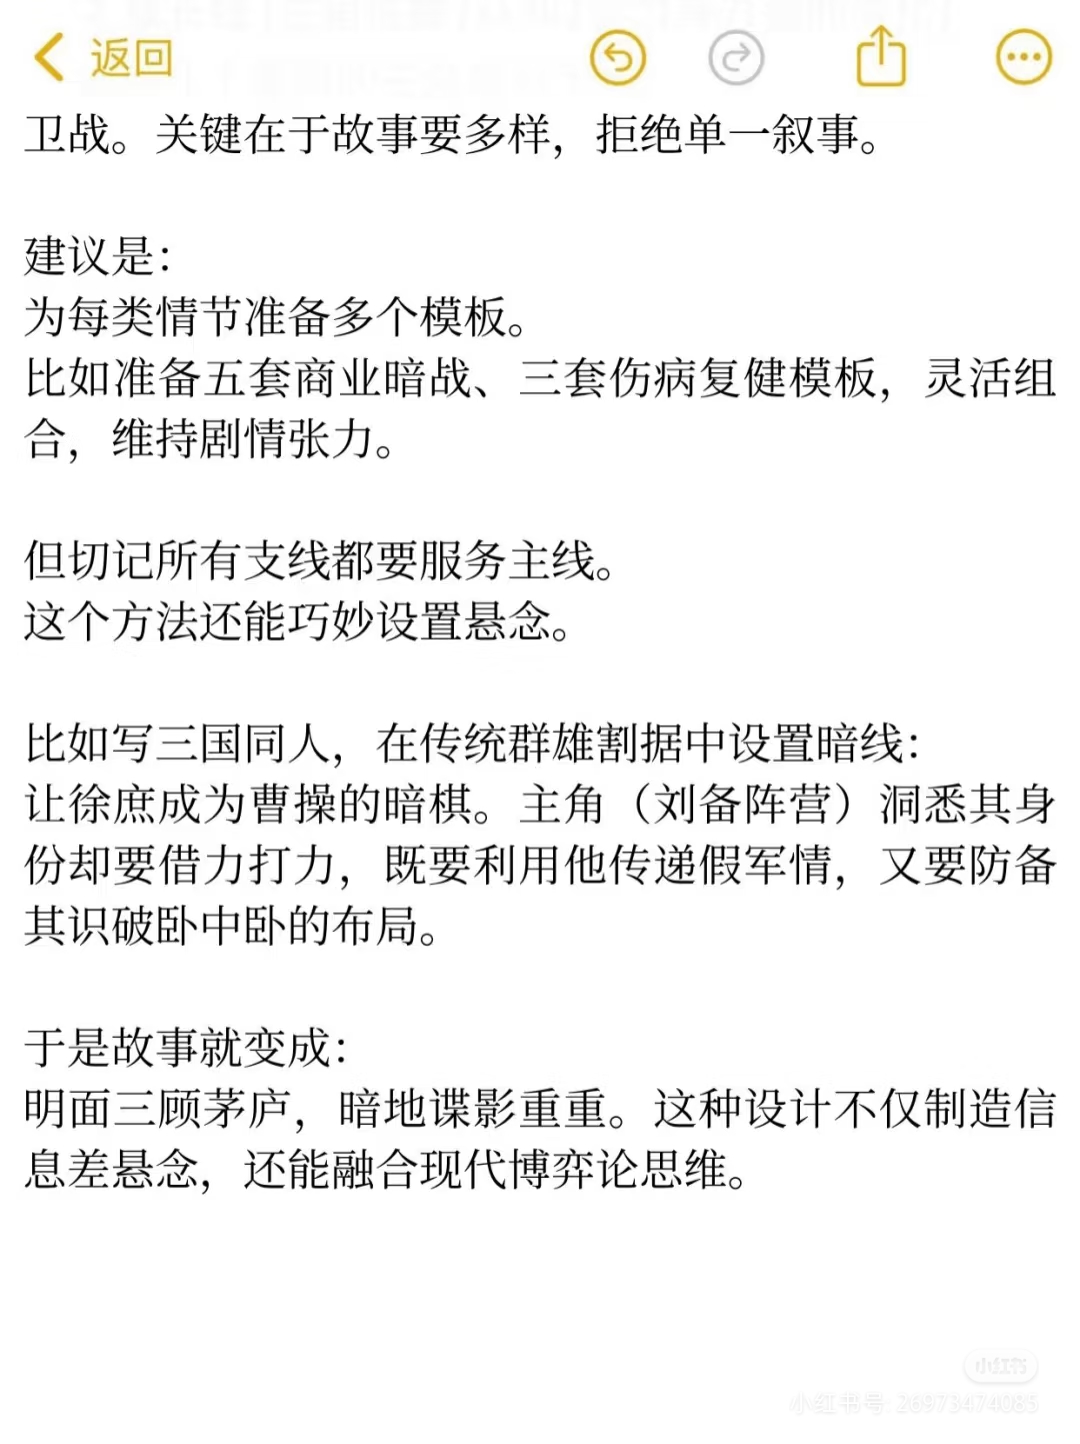 返回
卫战。关键在于故事要多样，拒绝单一叙事。
建议是：
为每类情节准备多个模板。
比如准备五套商业暗战、三套伤病复健模板，灵活组
合，维持剧情张力。
但切记所有支线都要服务主线。
这个方法还能巧妙设置悬念。
比如写三国同人，在传统群雄割据中设置暗线：
让徐庶成为曹操的暗棋。主角（刘备阵营）洞悉其身
份却要借力打力，既要利用他传递假军情，又要防备
其识破卧中卧的布局。
于是故事就变成：
明面三顾茅庐，暗地谍影重重。这种设计不仅制造信
息差悬念，还能融合现代博弈论思维。
小红书
小红书号: 26973474085